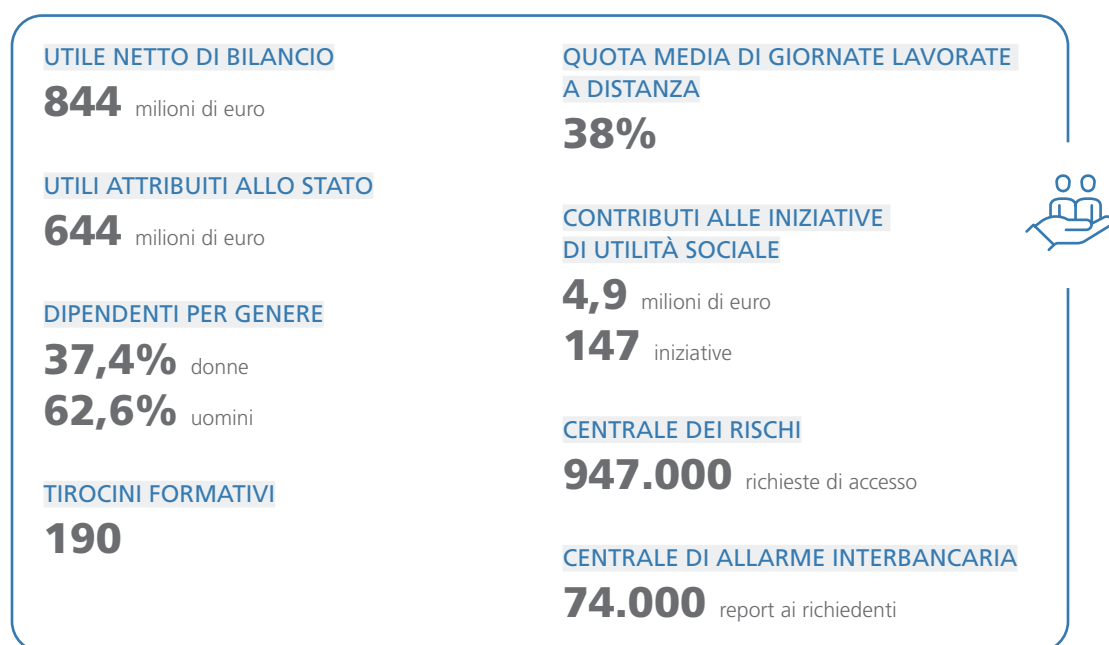 UTILE NETTO DI BILANCIO
844 milioni di euro
UTILI ATTRIBUITI ALLO STATO
644 milioni di euro
DIPENDENTI PER GENERE
37,4% donne
62,6% uomini
TIROCINI FORMATIVI
190
QUOTA MEDIA DI GIORNATE LAVORATE
A DISTANZA
38%
CONTRIBUTI ALLE INIZIATIVE
DI UTILITÀ SOCIALE
4,9 milioni di euro
147 iniziative
CENTRALE DEI RISCHI
947.000 richieste di accesso
CENTRALE DI ALLARME INTERBANCARIA
74.000 report ai richiedenti